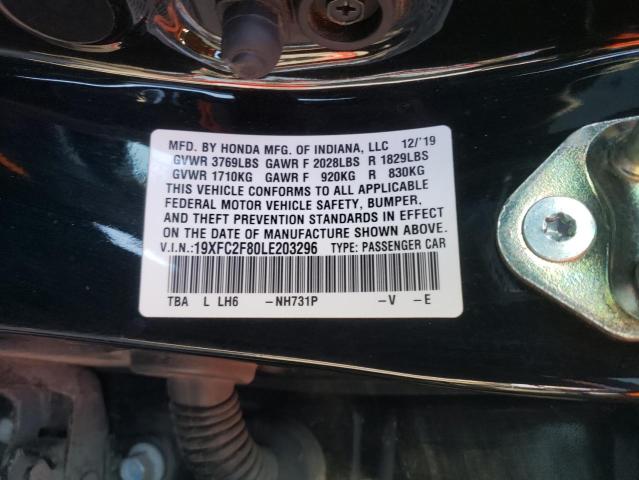 MFD. BY HONDA MFG. OF INDIANA, LLC 12/'19
GVWR 3769LBS GAWR F 2028LBS R 1829LBS
GVWR 1710KG GAWR F 920KG R 830KG
THIS VEHICLE CONFORMS TO ALL APPLICABLE
FEDERAL MOTOR VEHICLE SAFETY, BUMPER,
AND THEFT PREVENTION STANDARDS IN EFFECT
ON THE DATE OF MANUFACTURE SHOWN ABOVE.
V.I.N.:19XFC2F80LE203296 TYPE: PASSENGER CAR
TBA L LH6 -NH731P -V -E